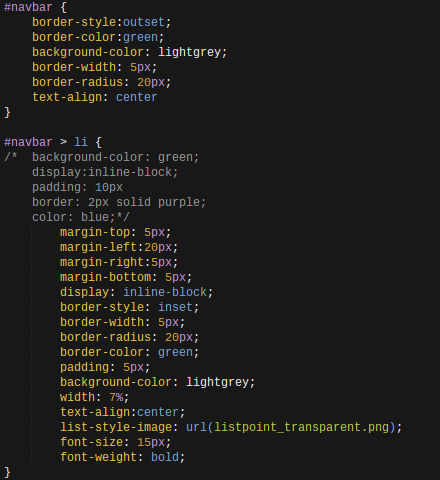 #navbar {
    border-style:outset;
    border-color:green;
    background-color: lightgrey;
    border-width: 5px;
    border-radius: 20px;
    text-align: center
}

#navbar > li {
/*  background-color: green;
    display:inline-block;
    padding: 10px
    border: 2px solid purple;
    color: blue;*/
        margin-top: 5px;
        margin-left:20px;
        margin-right:5px;
        margin-bottom: 5px;
        display: inline-block;
        border-style: inset;
        border-width: 5px;
        border-radius: 20px;
        border-color: green;
        padding: 5px;
        background-color: lightgrey;
        width: 7%;
        text-align:center;
        list-style-image: url(listpoint_transparent.png);
        font-size: 15px;
        font-weight: bold;
}